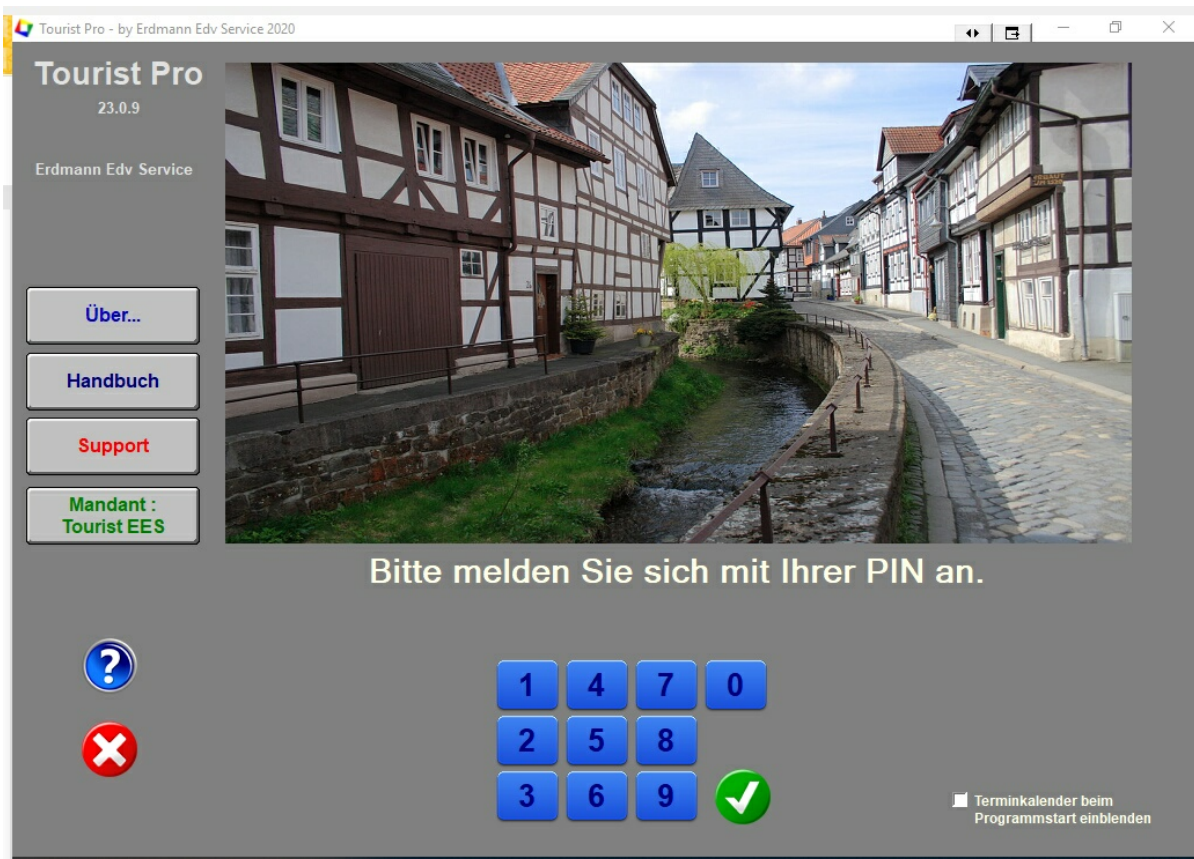 Tourist Pro - by Erdmann Edv Service 2020
Tourist Pro
23.0.9
Erdmann Edv Service
Über...
Handbuch
Support
Mandant :
Tourist EES
Bitte melden Sie sich mit Ihrer PIN an.
?
1 4 7 0
2 5 8
3 6 9
Terminkalender beim
Programmstart einblenden